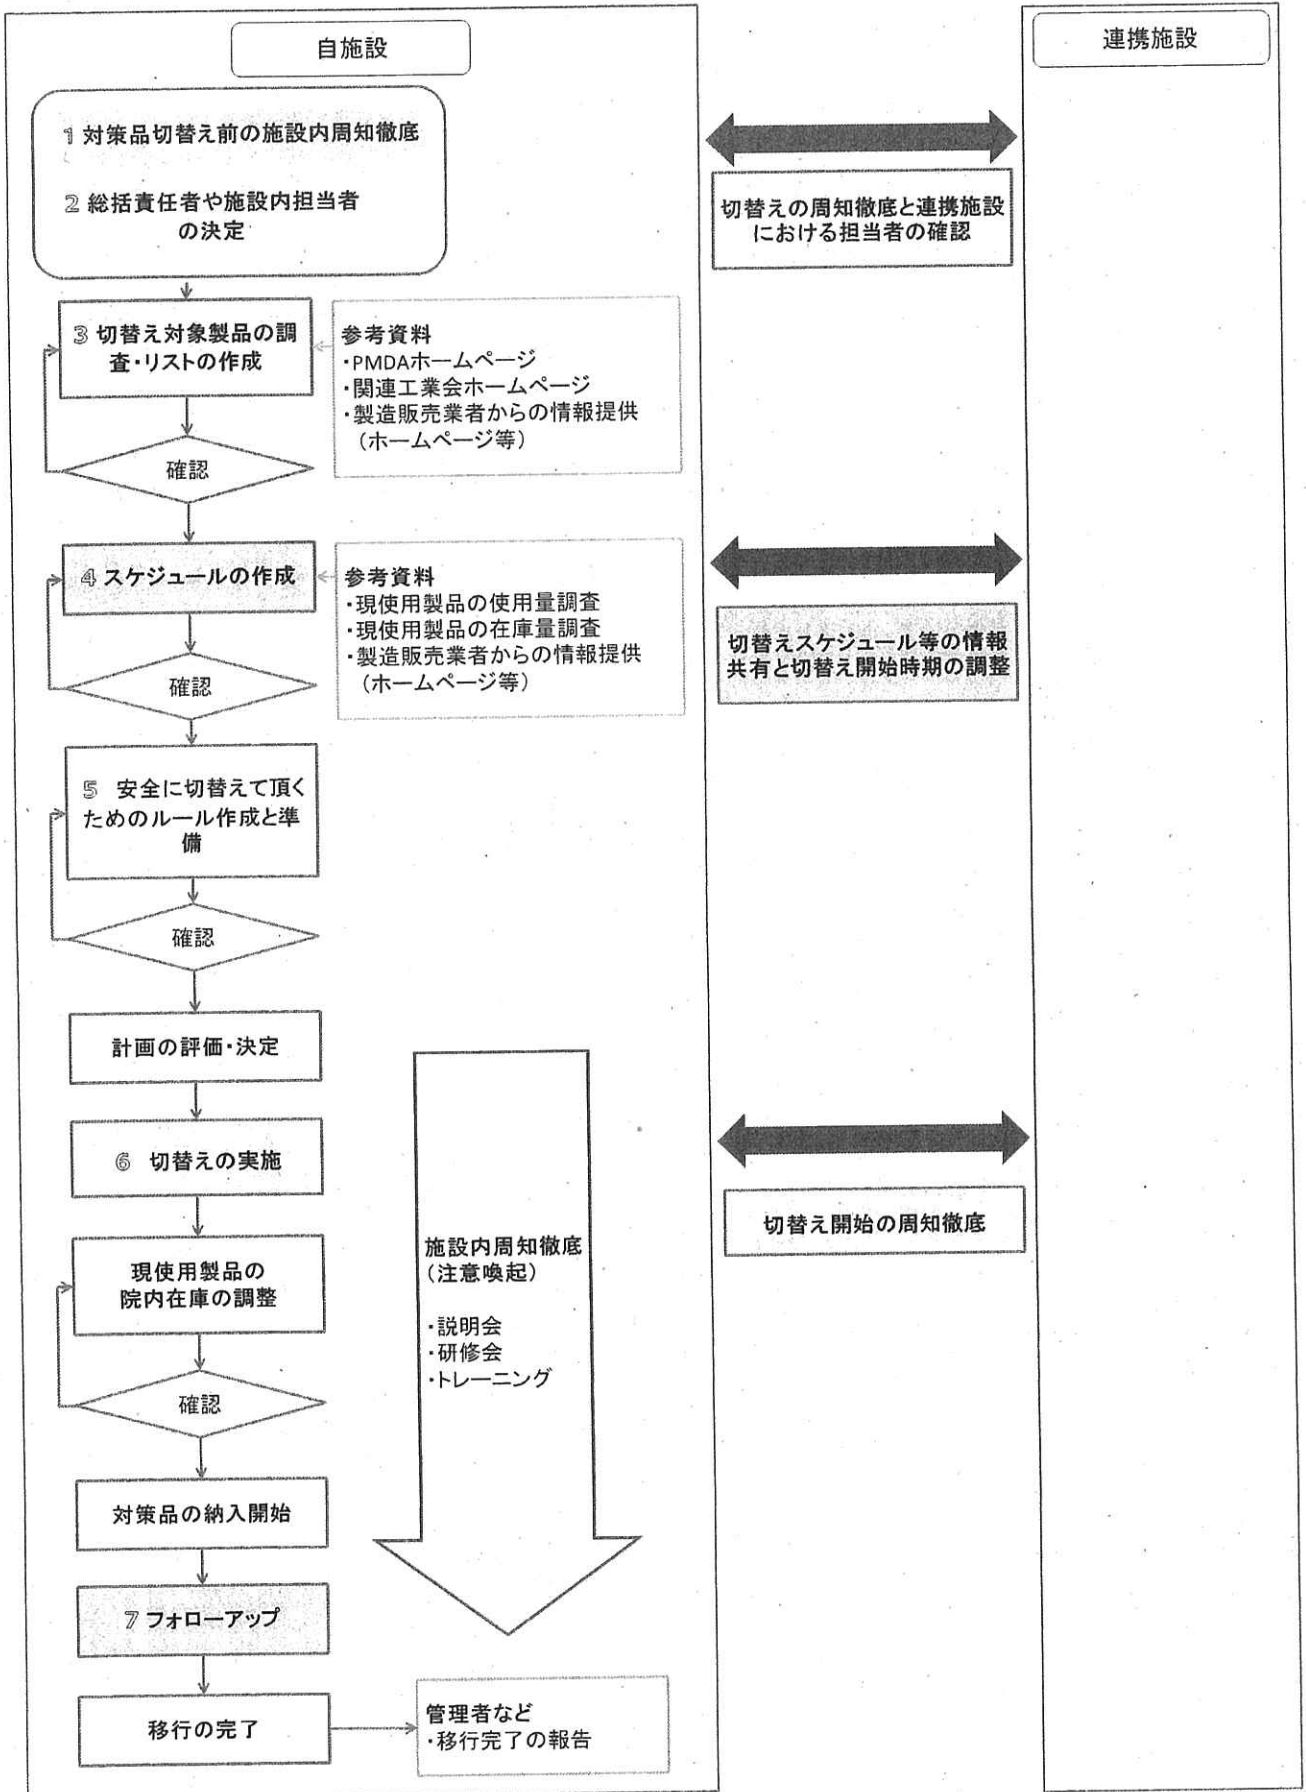 自施設
連携施設
1 対策品切替え前の施設内周知徹底
2 総括責任者や施設内担当者
の決定
切替えの周知徹底と連携施設
における担当者の確認
3 切替え対象製品の調
査・リストの作成
参考資料
・PMDAホームページ
・関連工業会ホームページ
・製造販売業者からの情報提供
（ホームページ等）
確認
4 スケジュールの作成
参考資料
・現使用製品の使用量調査
・現使用製品の在庫量調査
・製造販売業者からの情報提供
（ホームページ等）
切替えスケジュール等の情報
共有と切替え開始時期の調整
確認
5 安全に切替えて頂く
ためのルール作成と準
備
確認
計画の評価・決定
6 切替えの実施
切替え開始の周知徹底
現使用製品の
院内在庫の調整
施設内周知徹底
（注意喚起）
・説明会
・研修会
・トレーニング
確認
対策品の納入開始
7 フォローアップ
移行の完了
管理者など
・移行完了の報告